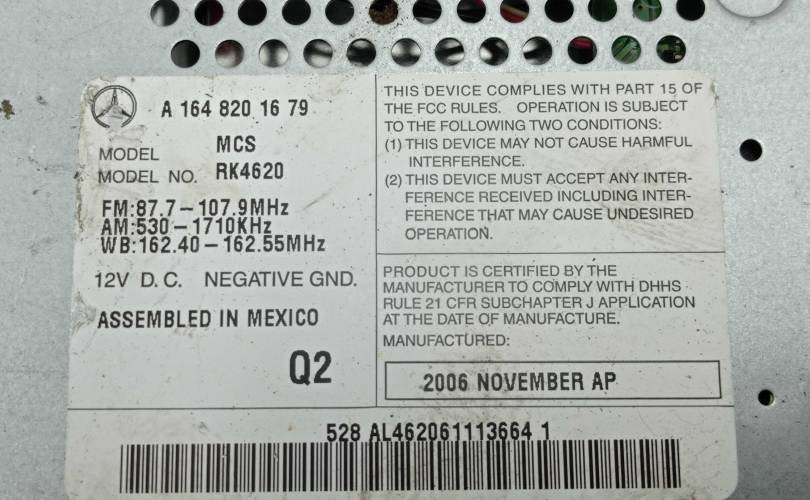 A 164 820 16 79
MODEL MCS
MODEL NO. RK4620
FM:87.7–107.9MHz
AM:530–1710KHz
WB:162.40–162.55MHz
12V D.C. NEGATIVE GND.
ASSEMBLED IN MEXICO
Q2
THIS DEVICE COMPLIES WITH PART 15 OF
THE FCC RULES. OPERATION IS SUBJECT
TO THE FOLLOWING TWO CONDITIONS:
(1) THIS DEVICE MAY NOT CAUSE HARMFUL
INTERFERENCE.
(2) THIS DEVICE MUST ACCEPT ANY INTER-
FERENCE RECEIVED INCLUDING INTER-
FERENCE THAT MAY CAUSE UNDESIRED
OPERATION.
PRODUCT IS CERTIFIED BY THE
MANUFACTURER TO COMPLY WITH DHHS
RULE 21 CFR SUBCHAPTER J APPLICATION
AT THE DATE OF MANUFACTURE.
MANUFACTURED:
2006 NOVEMBER AP
528 AL462061113664 1